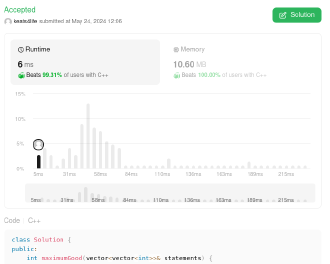 Accepted
submitted at May 24, 2024 12:06
Solution
Runtime
Memory
6 ms
10.60 MB
Beats 99.31% of users with C++
Beats 100.00% of users with C++
15%
10%
5%
0%
5ms 31ms 58ms 84ms 110ms 136ms 163ms 189ms 215ms
5ms 31ms 58ms 84ms 110ms 136ms 163ms 189ms 215ms
Code C++
class Solution {
public:
int maximumGood(vector<vector<int>>& statements) {